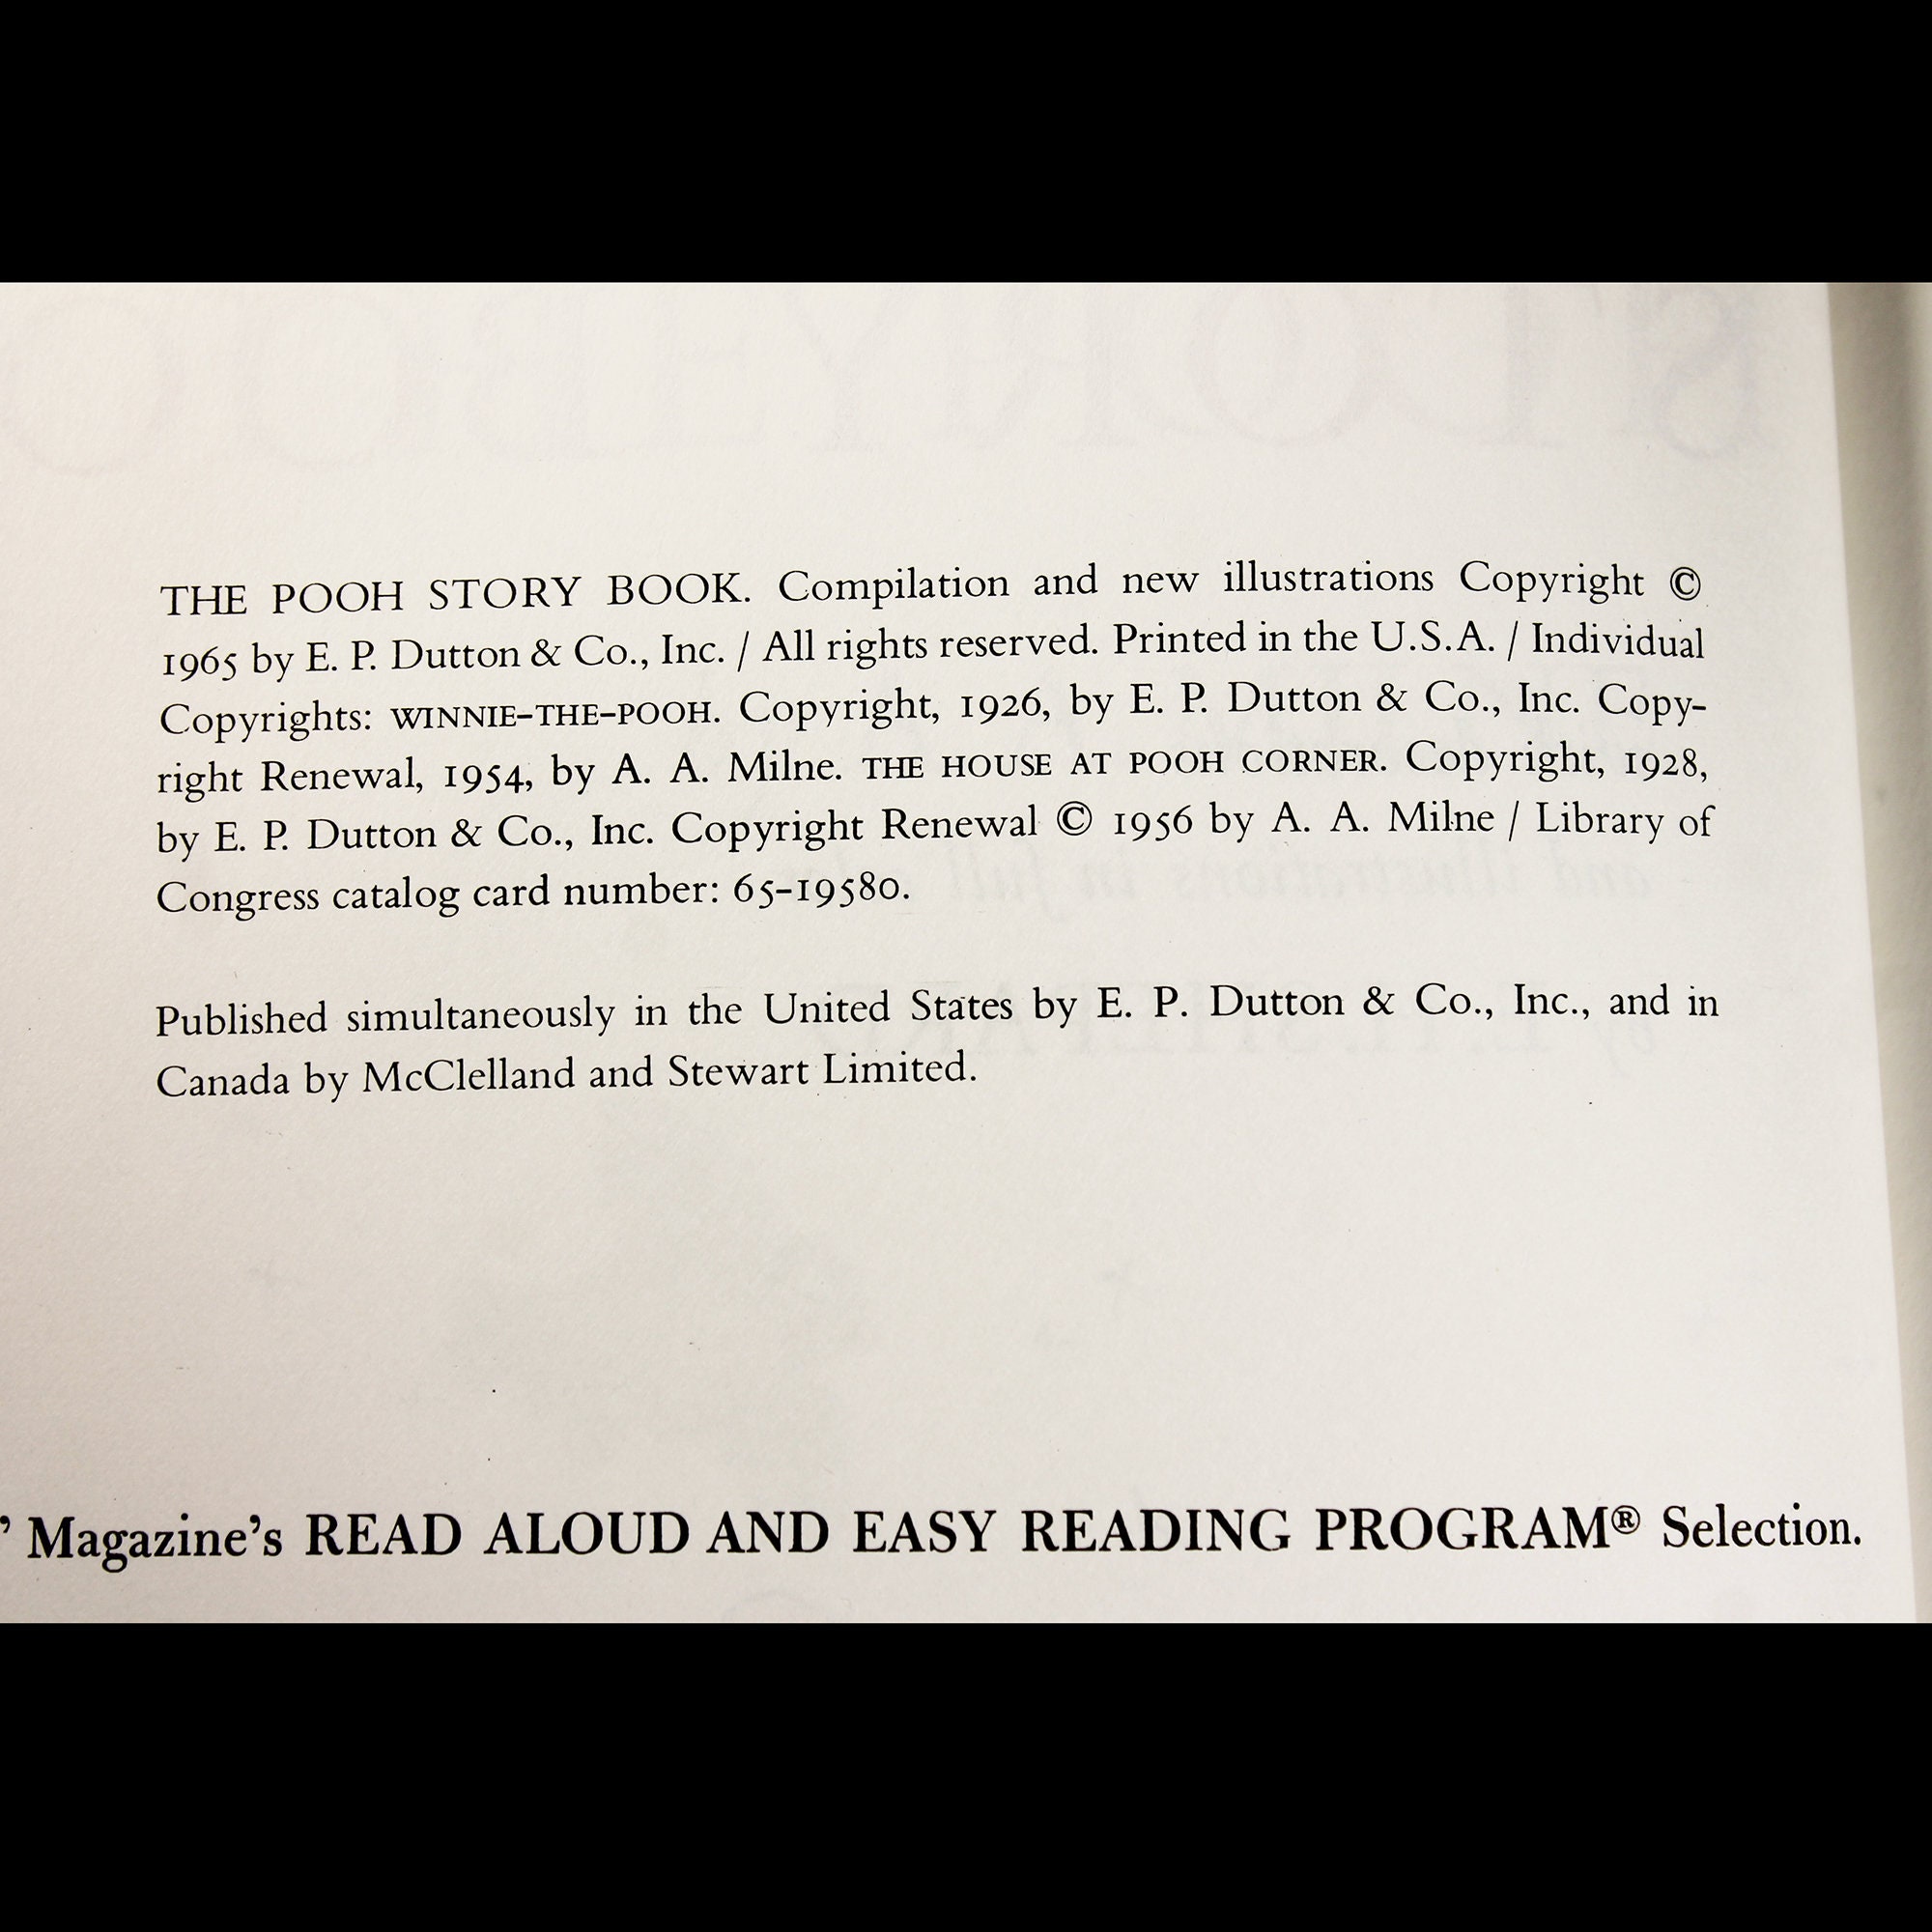 THE POOH STORY BOOK. Compilation and new illustrations Copyright ©
1965 by E. P. Dutton & Co., Inc. / All rights reserved. Printed in the U.S.A. / Individual
Copyrights: WINNIE-THE-POOH. Copyright, 1926, by E. P. Dutton & Co., Inc. Copy-
right Renewal, 1954, by A. A. Milne. THE HOUSE AT POOH CORNER. Copyright, 1928,
by E. P. Dutton & Co., Inc. Copyright Renewal © 1956 by A. A. Milne / Library of
Congress catalog card number: 65-19580.
Published simultaneously in the United States by E. P. Dutton & Co., Inc., and in
Canada by McClelland and Stewart Limited.
’ Magazine’s READ ALOUD AND EASY READING PROGRAM® Selection.